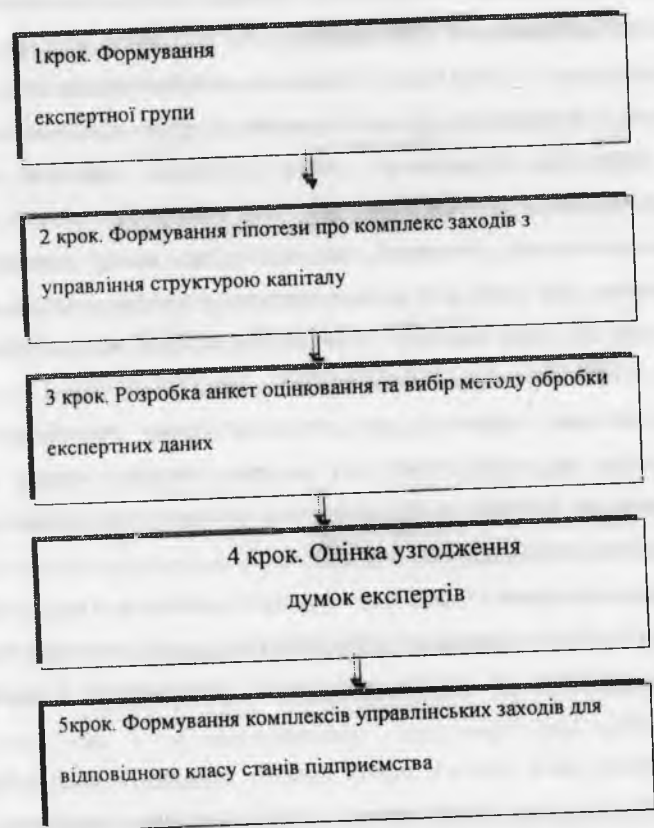 1крок. Формування
експертної групи
2 крок. Формування гіпотези про комплекс заходів з
управління структурою капіталу
3 крок. Розробка анкет оцінювання та вибір методу обробки
експертних даних
4 крок. Оцінка узгодження
думок експертів
5крок. Формування комплексів управлінських заходів для
відповідного класу станів підприємства